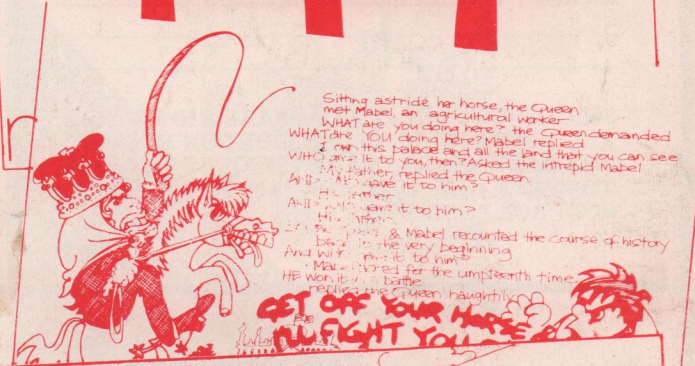 Sitting astride her horse, the Queen
met Mabel, an agricultural worker
WHAT are you doing here? the Queen demanded
WHAT are YOU doing here? Mabel replied
I own this palace and all the land that you can see
WHO gave it to you, then? Asked the intrepid Mabel
My Father, replied the Queen
AND WHO gave it to him?
His father
AND WHO gave it to him?
His father
& Mabel recounted the course of history
back to the very beginning
And who gave it to him?
Mabel asked for the umpteenth time
HE won it in battle
replied the Queen haughtily
GET OFF YOUR HORSE
I'LL FIGHT YOU